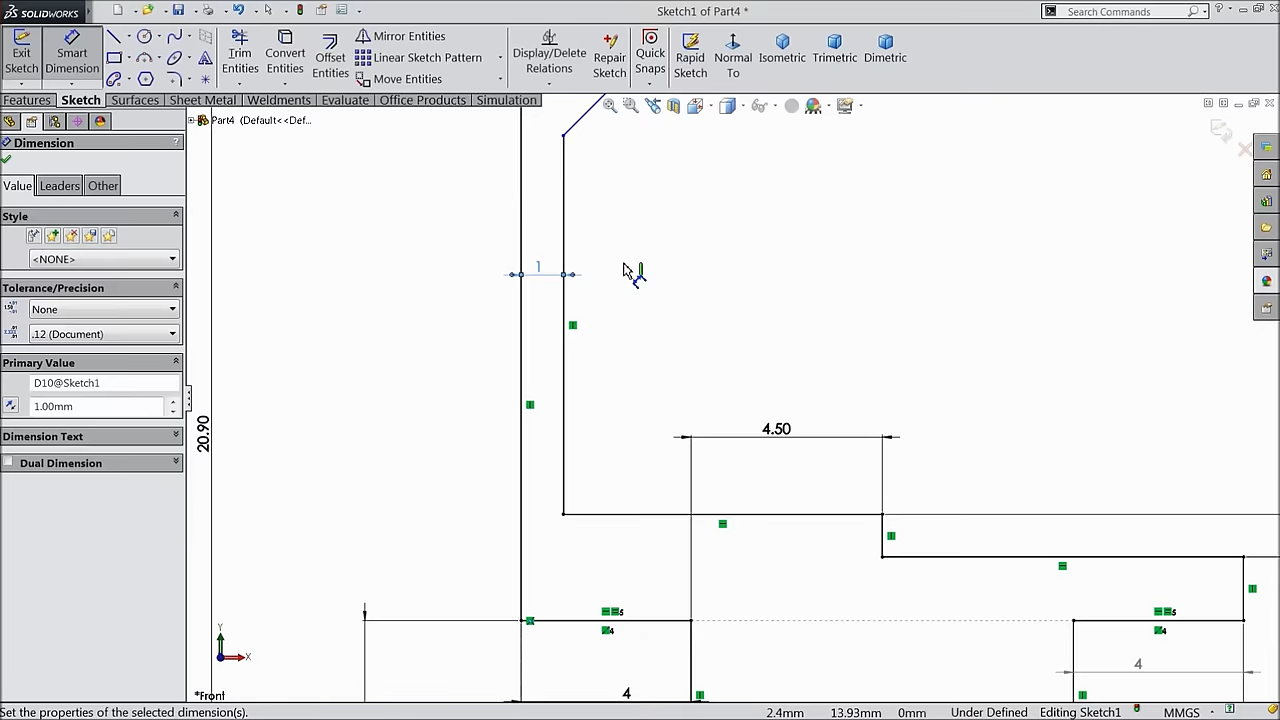 SOLIDWORKS
Sketch1 of Part4 *
Search Commands
Exit Sketch
Smart Dimension
Trim Entities
Convert Entities
Offset Entities
Mirror Entities
Linear Sketch Pattern
Move Entities
Display/Delete Relations
Repair Sketch
Quick Snaps
Rapid Sketch
Normal To
Isometric
Trimetric
Dimetric
Features
Sketch
Surfaces
Sheet Metal
Weldments
Evaluate
Office Products
Simulation
Part4 (Default<<Def...
Dimension
?
Value
Leaders
Other
Style
<NONE>
Tolerance/Precision
None
.12 (Document)
Primary Value
D10@Sketch1
1.00mm
Dimension Text
Dual Dimension
1
20.90
4.50
5
4
5
4
4
4
Y
X
*Front
Set the properties of the selected dimension(s).
2.4mm
13.93mm
0mm
Under Defined
Editing Sketch1
MMGS